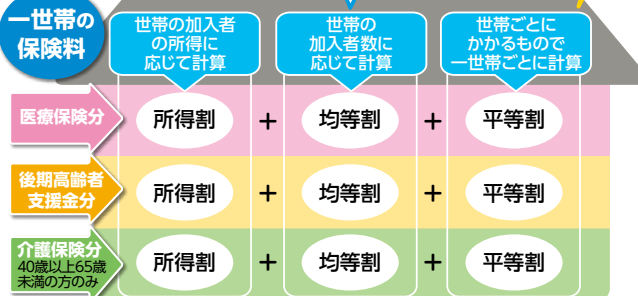 一世帯の
保険料
世帯の加入者
の所得に
応じて計算
世帯の
加入者数に
応じて計算
世帯ごとに
かかるもので
一世帯ごとに計算
医療保険分
所得割 + 均等割 + 平等割
後期高齢者
支援金分
所得割 + 均等割 + 平等割
介護保険分
40歳以上65歳
未満の方のみ
所得割 + 均等割 + 平等割